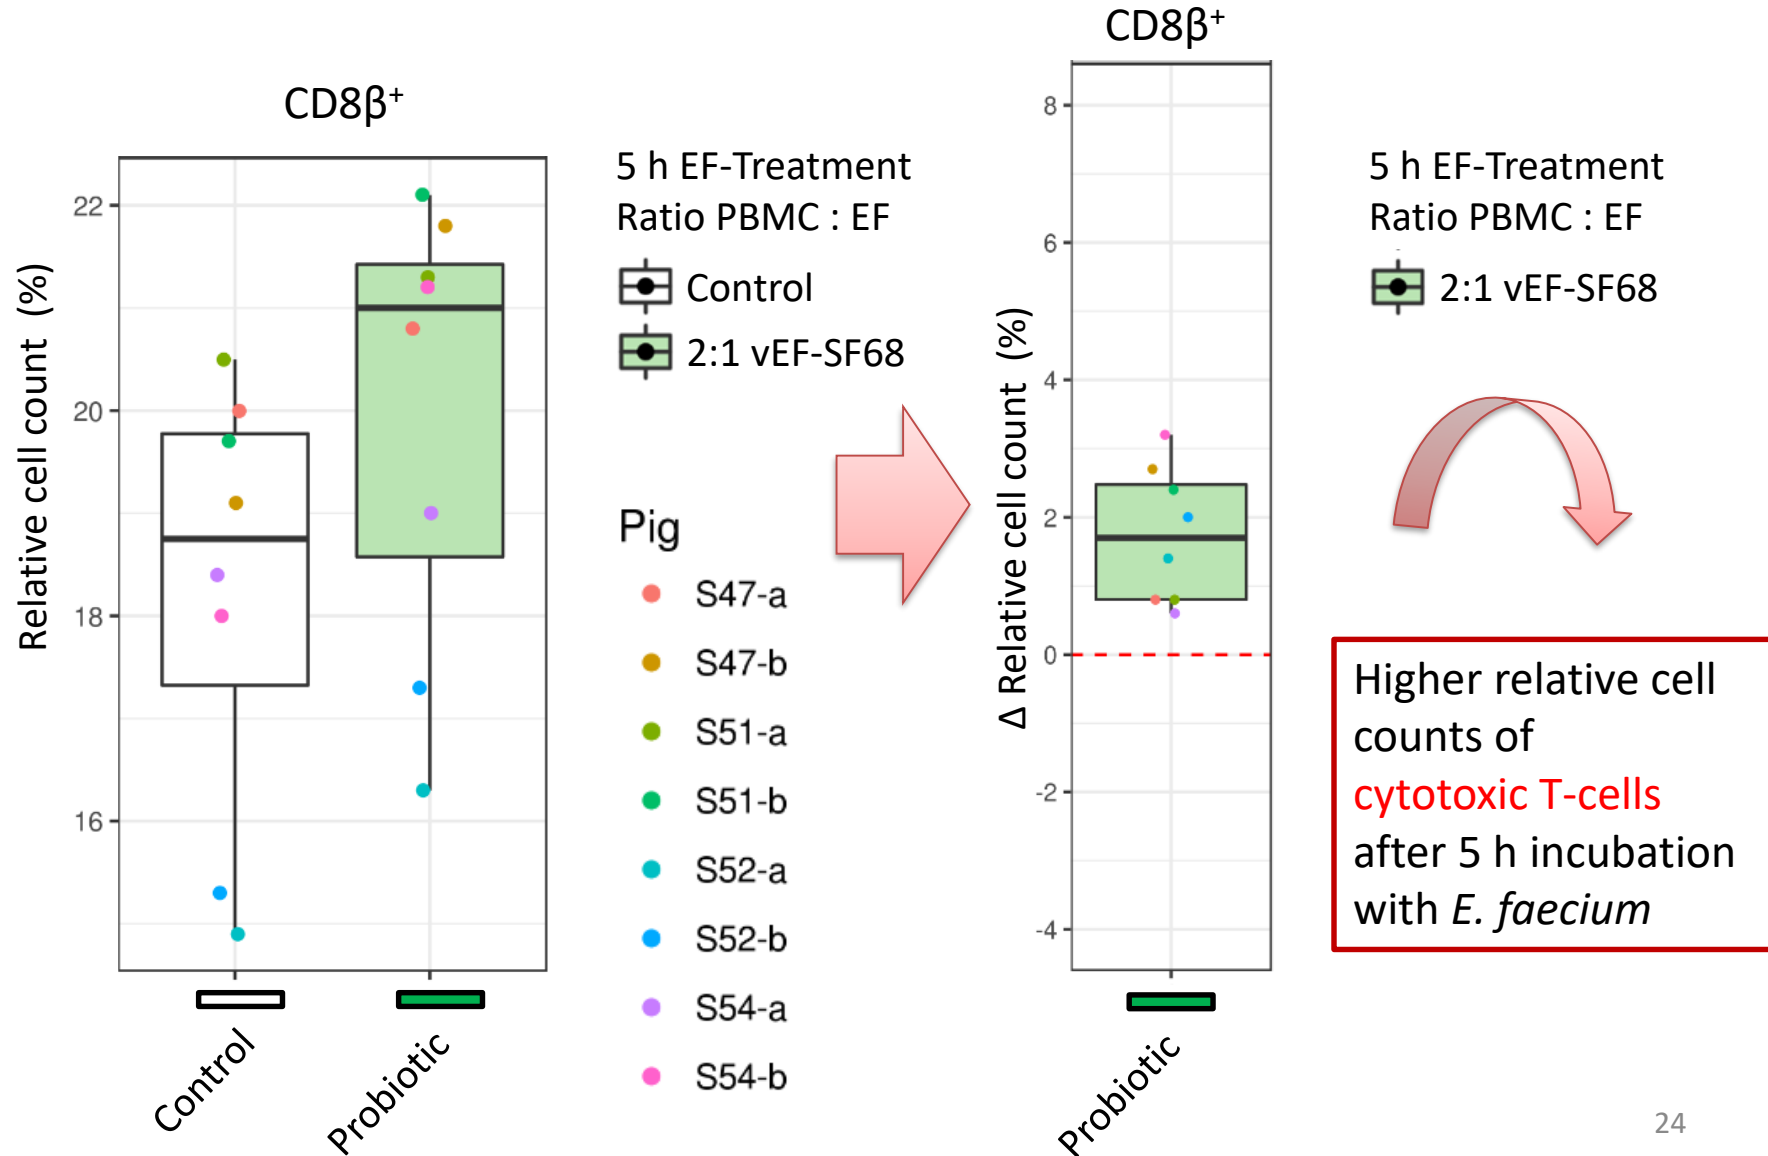 CD8β⁺
Relative cell count (%)
22
20
18
16
Control
Probiotic
5 h EF-Treatment
Ratio PBMC : EF
Control
2:1 vEF-SF68
Pig
S47-a
S47-b
S51-a
S51-b
S52-a
S52-b
S54-a
S54-b
CD8β⁺
Δ Relative cell count (%)
8
6
4
2
0
-2
-4
Probiotic
5 h EF-Treatment
Ratio PBMC : EF
2:1 vEF-SF68
Higher relative cell
counts of
cytotoxic T-cells
after 5 h incubation
with E. faecium
24